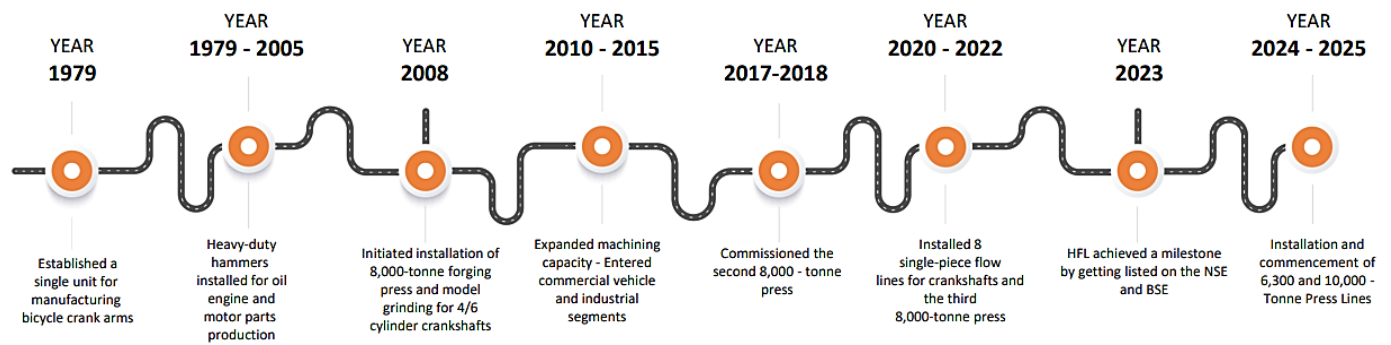 YEAR
1979
Established a
single unit for
manufacturing
bicycle crank arms
YEAR
1979 - 2005
Heavy-duty
hammers
installed for oil
engine and
motor parts
production
YEAR
2008
Initiated installation of
8,000-tonne forging
press and model
grinding for 4/6
cylinder crankshafts
YEAR
2010 - 2015
Expanded machining
capacity - Entered
commercial vehicle
and industrial
segments
YEAR
2017-2018
Commissioned the
second 8,000 - tonne
press
YEAR
2020 - 2022
Installed 8
single-piece flow
lines for crankshafts and
the third
8,000-tonne press
YEAR
2023
HFL achieved a milestone
by getting listed on the NSE
and BSE
YEAR
2024 - 2025
Installation and
commencement of
6,300 and 10,000 -
Tonne Press Lines